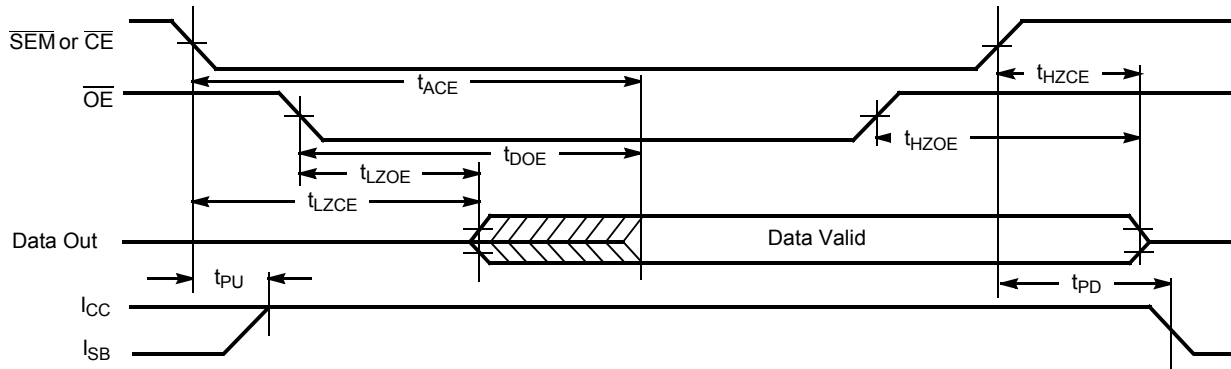 SEM or CE
tACE
tHZCE
OE
tHZOE
tDOE
tLZOE
tLZCE
Data Out
Data Valid
tPU
tPD
ICC
ISB